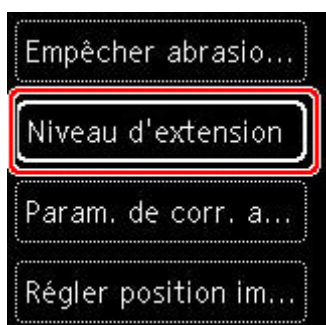 Empêcher abrasio...
Niveau d'extension
Param. de corr. a...
Régler position im...